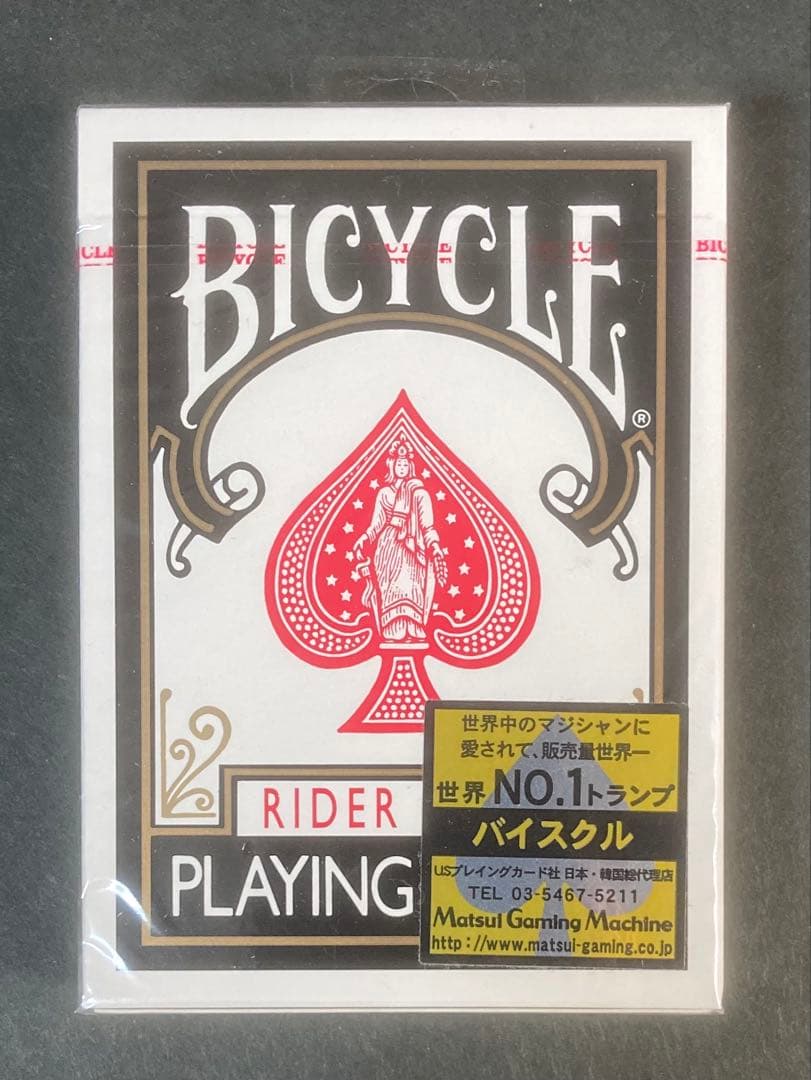 BICYCLE
®
CLE
BICYCLE
BIC
RIDER
PLAYING
世界中のマジシャンに
愛されて、販売量世界一
世界 NO.1トランプ
バイスクル
USプレイングカード社 日本・韓国総代理店
TEL 03-5467-5211
Matsui Gaming Machine
http://www.matsui-gaming.co.jp